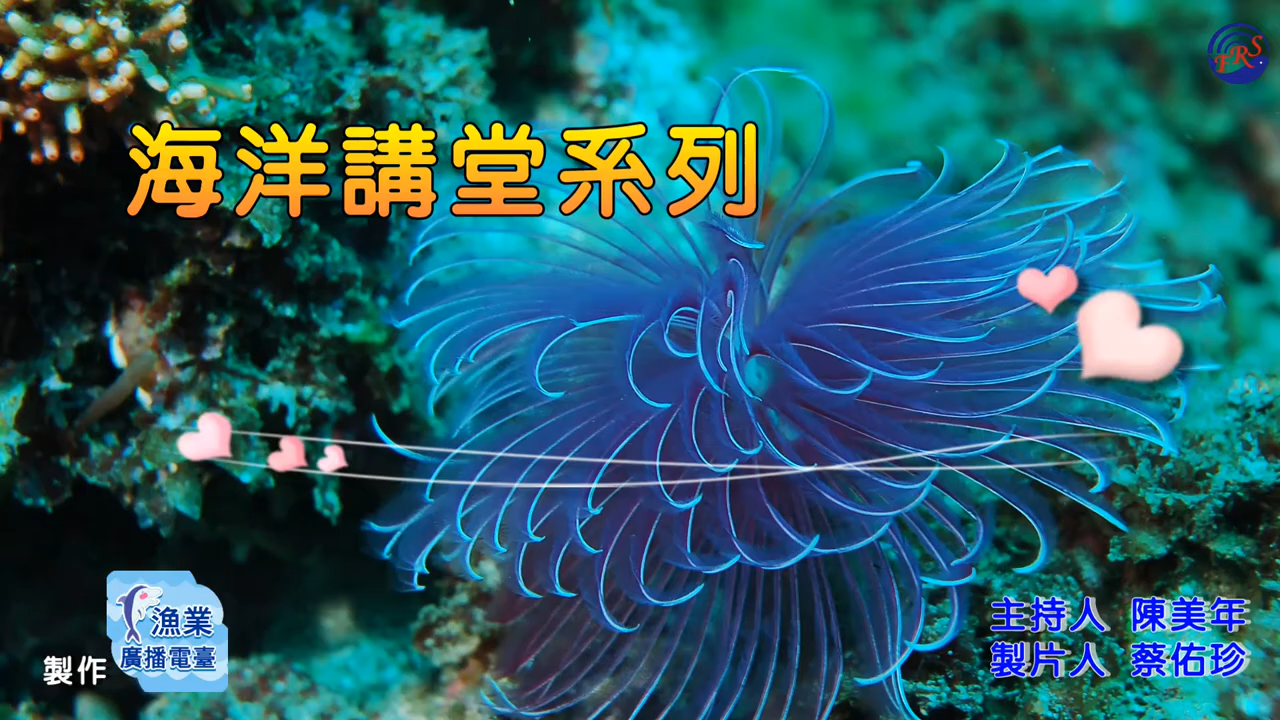 FRS
海洋講堂系列
漁業
廣播電臺
製作
主持人 陳美年
製片人 蔡佑珍